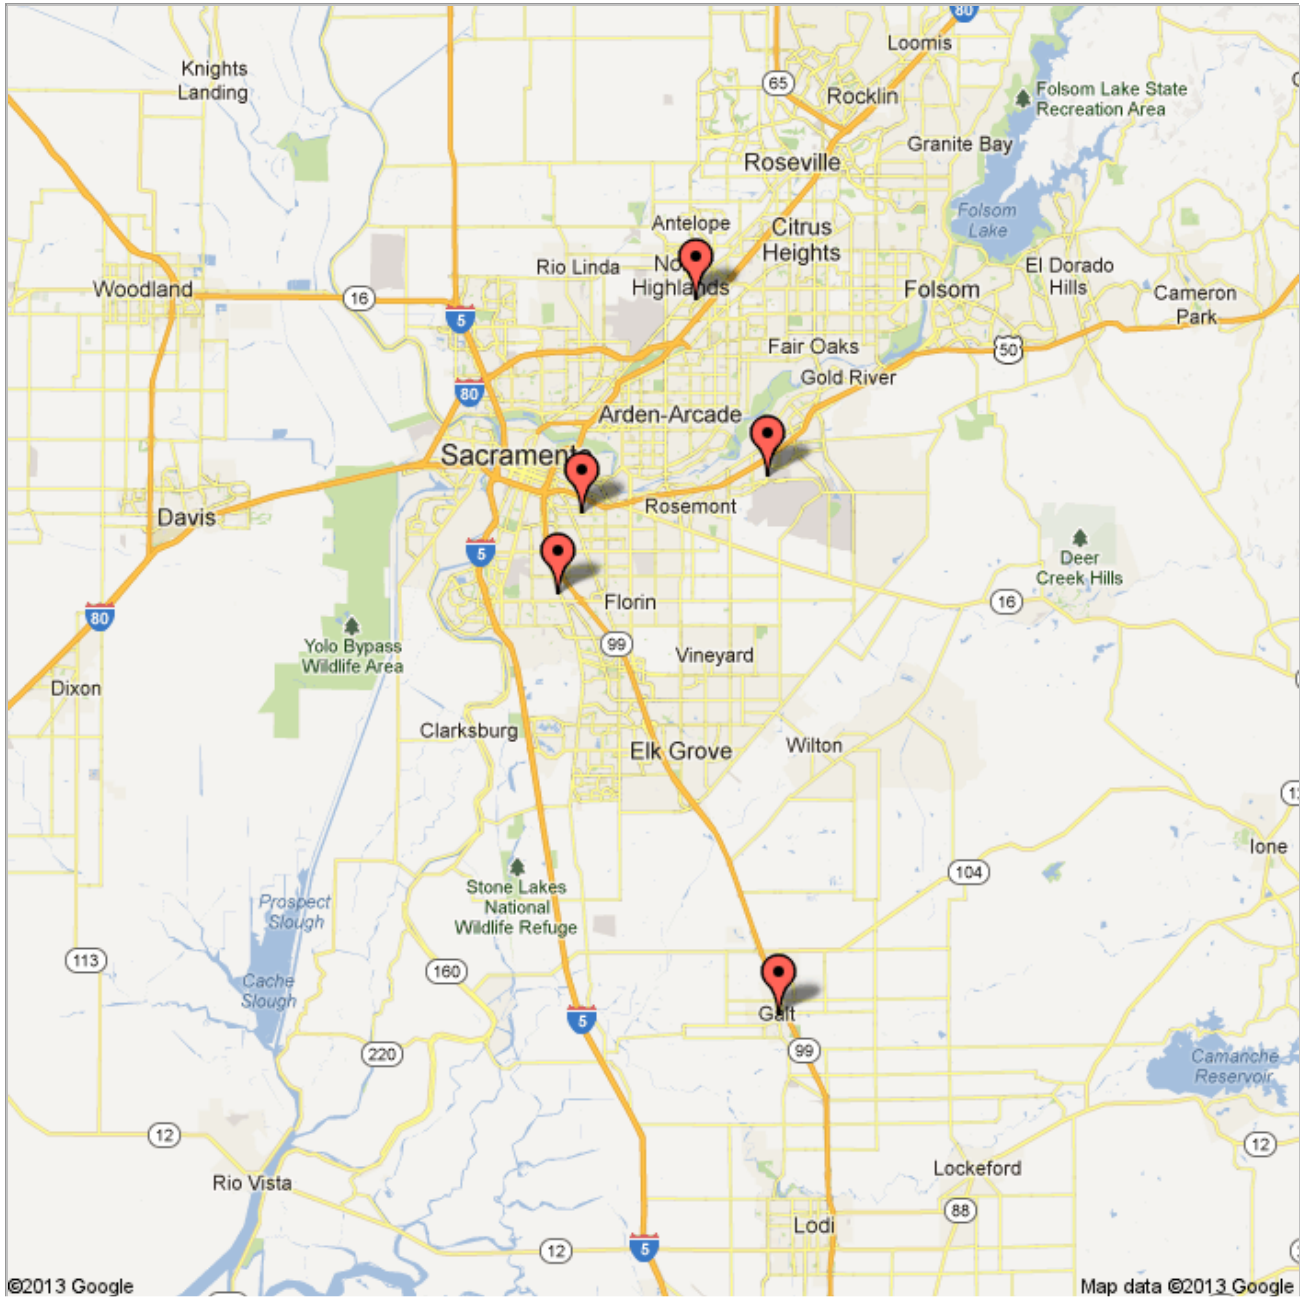 80
Loomis
Knights
Landing
65
Rocklin
Folsom Lake State
Recreation Area
Granite Bay
Roseville
Antelope
Citrus
Heights
Folsom
Lake
Rio Linda
Highlands
El Dorado
Hills
Woodland
16
Folsom
Cameron
Park
5
Fair Oaks
50
Gold River
80
Arden-Arcade
Sacramento
Rosemont
Davis
5
Deer
Creek Hills
Florin
16
80
99
Yolo Bypass
Wildlife Area
Vineyard
Dixon
Clarksburg
Elk Grove
Wilton
Ione
104
Stone Lakes
National
Wildlife Refuge
Prospect
Slough
113
160
Cache
Slough
Galt
5
99
220
Camanche
Reservoir
12
12
Lockeford
Rio Vista
88
Lodi
12
5
©2013 Google
Map data ©2013 Google